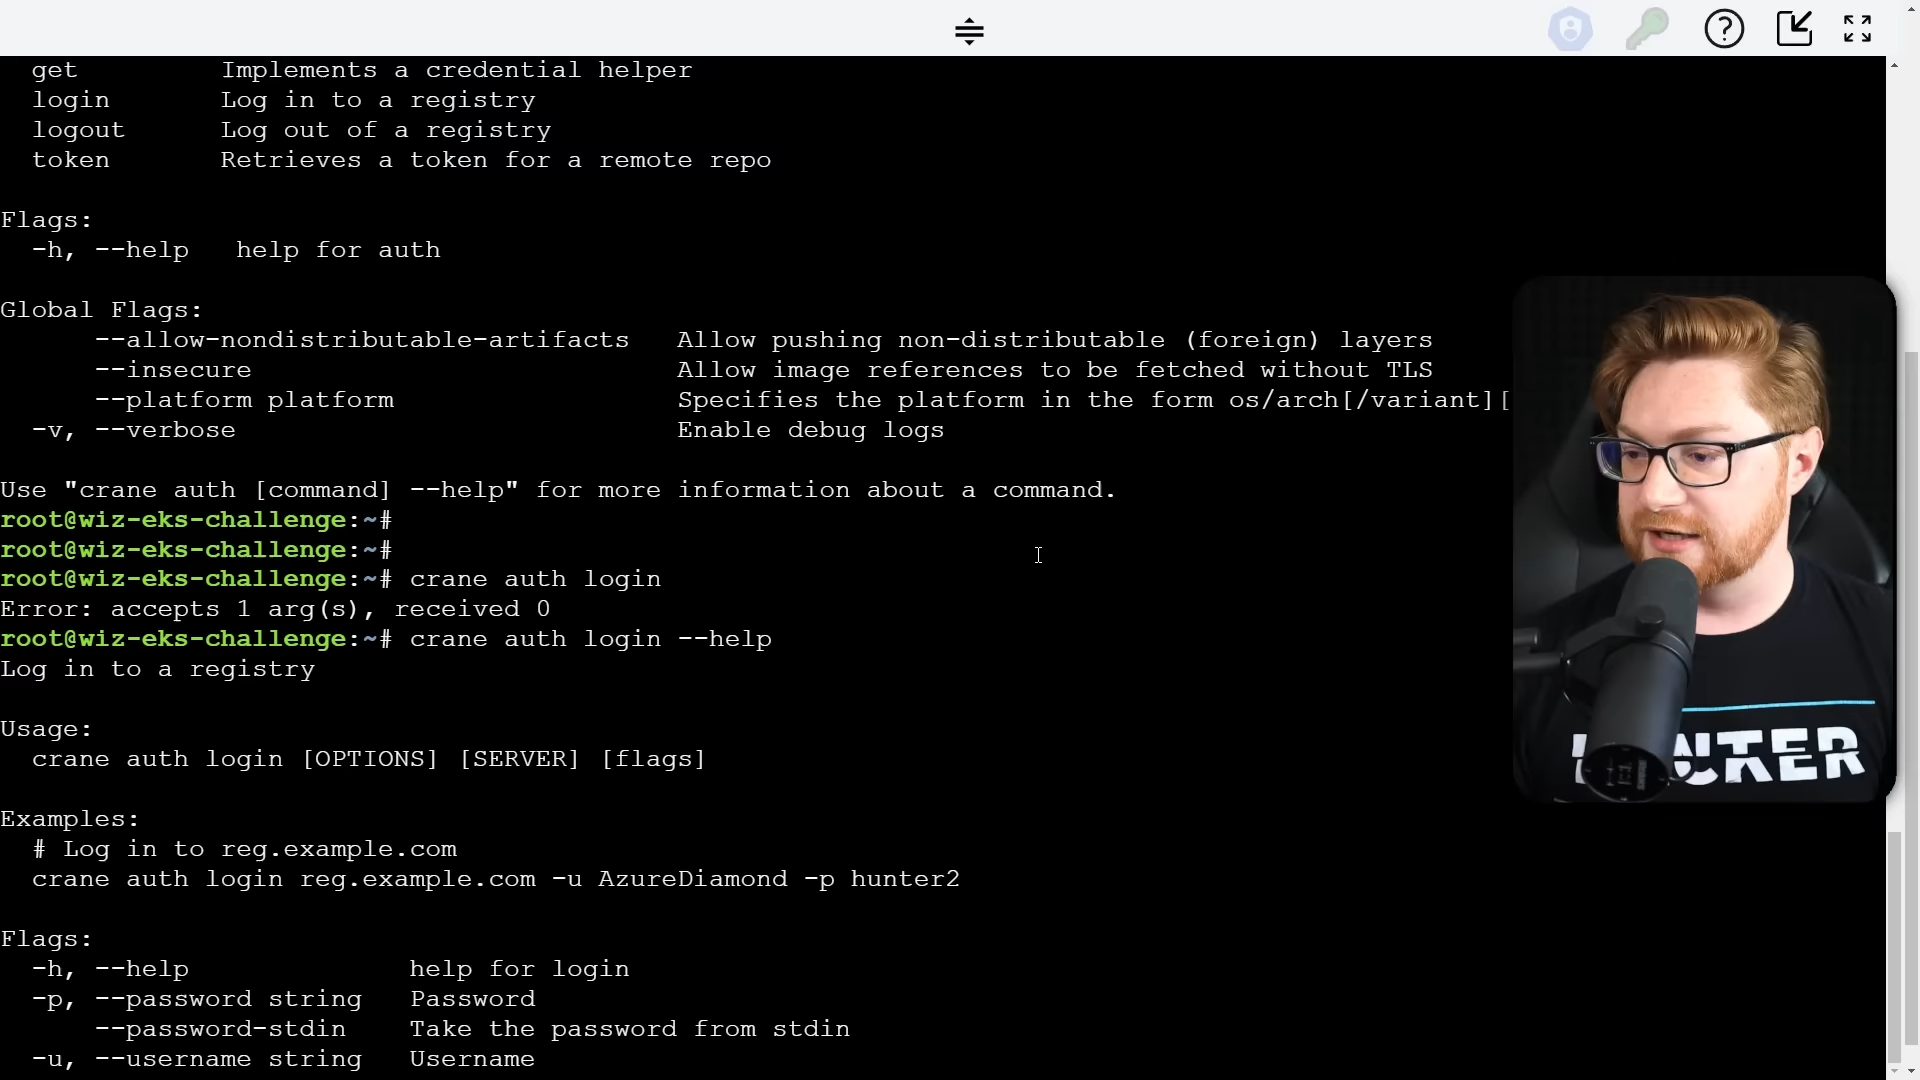 get         Implements a credential helper
login       Log in to a registry
logout      Log out of a registry
token       Retrieves a token for a remote repo
Flags:
-h, --help   help for auth
Global Flags:
--allow-nondistributable-artifacts   Allow pushing non-distributable (foreign) layers
--insecure                           Allow image references to be fetched without TLS
--platform platform                  Specifies the platform in the form os/arch[/variant][
-v, --verbose                            Enable debug logs
Use "crane auth [command] --help" for more information about a command.
root@wiz-eks-challenge:~#
root@wiz-eks-challenge:~#
root@wiz-eks-challenge:~# crane auth login
Error: accepts 1 arg(s), received 0
root@wiz-eks-challenge:~# crane auth login --help
Log in to a registry
Usage:
crane auth login [OPTIONS] [SERVER] [flags]
Examples:
# Log in to reg.example.com
crane auth login reg.example.com -u AzureDiamond -p hunter2
Flags:
-h, --help              help for login
-p, --password string   Password
--password-stdin    Take the password from stdin
-u, --username string   Username